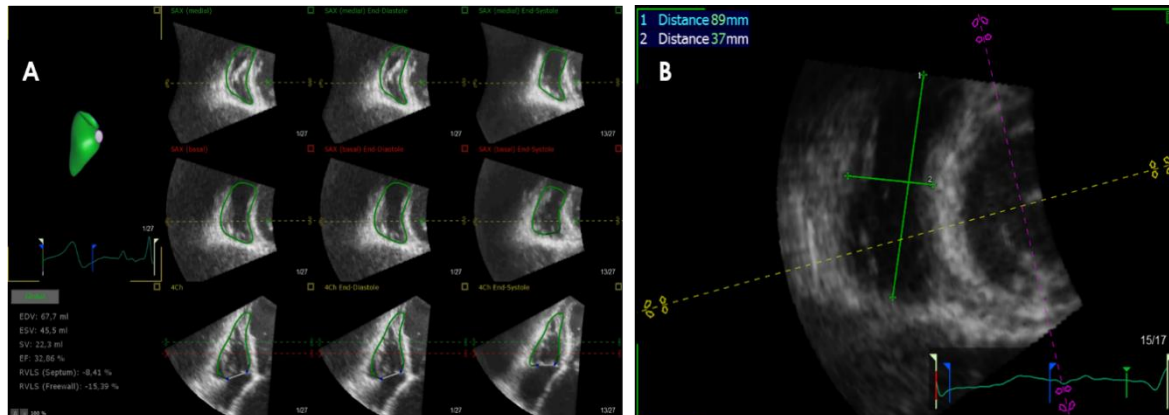 A
SAX (medial)
SAX (medial) End-Diastole
SAX (medial) End-Systole
1/27
1/27
13/27
SAX (basal)
SAX (basal) End-Diastole
SAX (basal) End-Systole
1/27
1/27
1/27
13/27
4Ch
4Ch End-Diastole
4Ch End-Systole
EDV: 67,7 ml
ESV: 45,5 ml
SV: 22,3 ml
EF: 32,86 %
RVLS (Septum): -8,41 %
RVLS (Freewall): -15,39 %
1/27
1/27
13/27
1 Distance 89mm
2 Distance 37mm
B
1
2
15/17